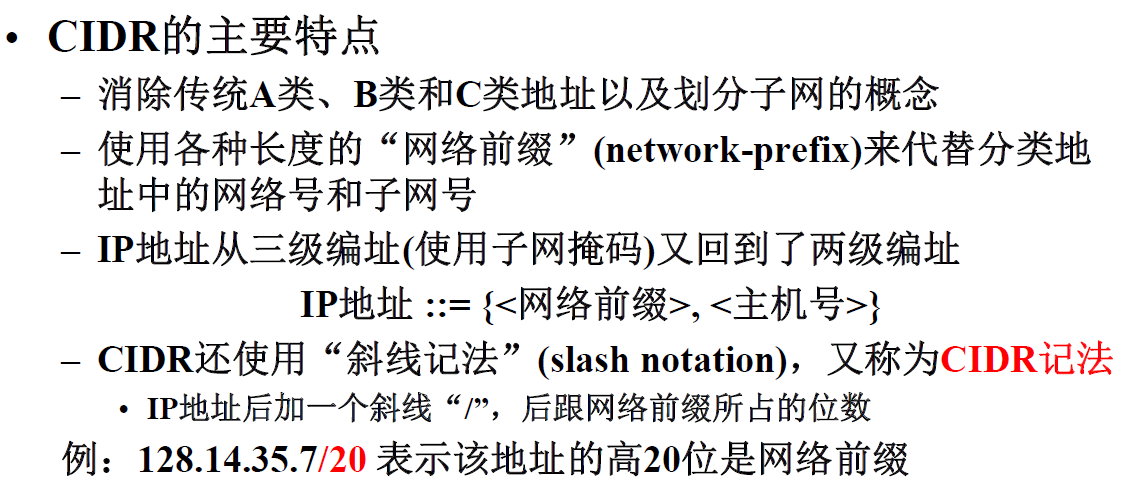 • CIDR的主要特点
– 消除传统A类、B类和C类地址以及划分子网的概念
– 使用各种长度的“网络前缀”(network-prefix)来代替分类地
址中的网络号和子网号
– IP地址从三级编址(使用子网掩码)又回到了两级编址
IP地址 ::= {<网络前缀>, <主机号>}
– CIDR还使用“斜线记法”(slash notation)，又称为CIDR记法
• IP地址后加一个斜线“/”，后跟网络前缀所占的位数
例：128.14.35.7/20 表示该地址的高20位是网络前缀